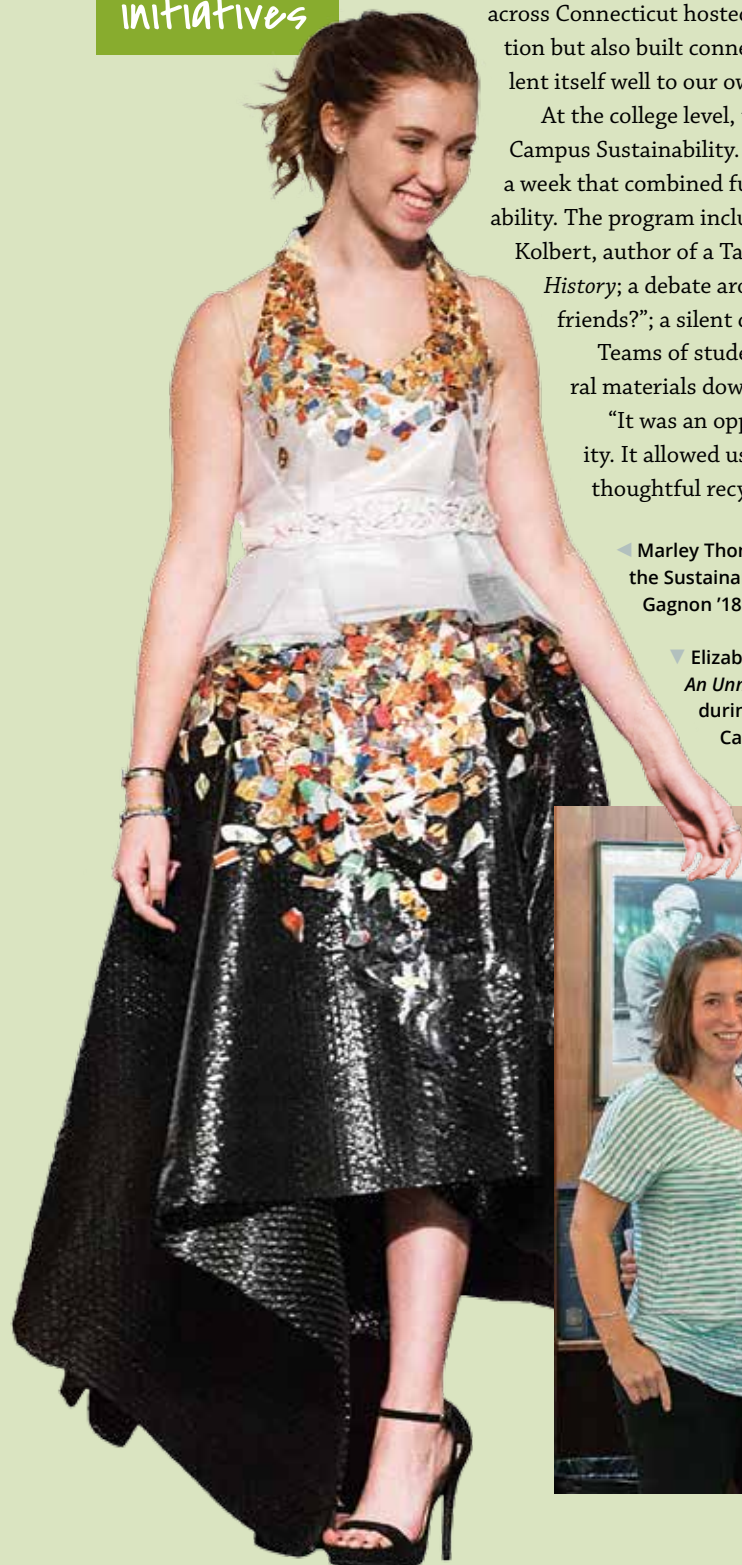 initiatives
across Connecticut hosted
tion but also built conne
lent itself well to our ow
At the college level,
Campus Sustainability.
a week that combined fu
ability. The program inclu
Kolbert, author of a Ta
History; a debate aro
friends?"; a silent
Teams of stude
ral materials dow
"It was an opp
ity. It allowed us
thoughtful recy
Marley Thor
the Sustaina
Gagnon '18
Elizab
An Unn
durin
Ca